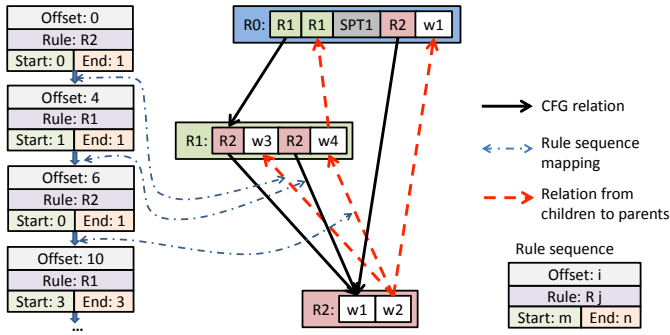 Offset: 0
Rule: R2
Start: 0 End: 1
Offset: 4
Rule: R1
Start: 1 End: 1
Offset: 6
Rule: R2
Start: 0 End: 1
Offset: 10
Rule: R1
Start: 3 End: 3
...
R0: R1 R1 SPT1 R2 w1
R1: R2 w3 R2 w4
R2: w1 w2
CFG relation
Rule sequence
mapping
Relation from
children to parents
Rule sequence
Offset: i
Rule: R j
Start: m End: n